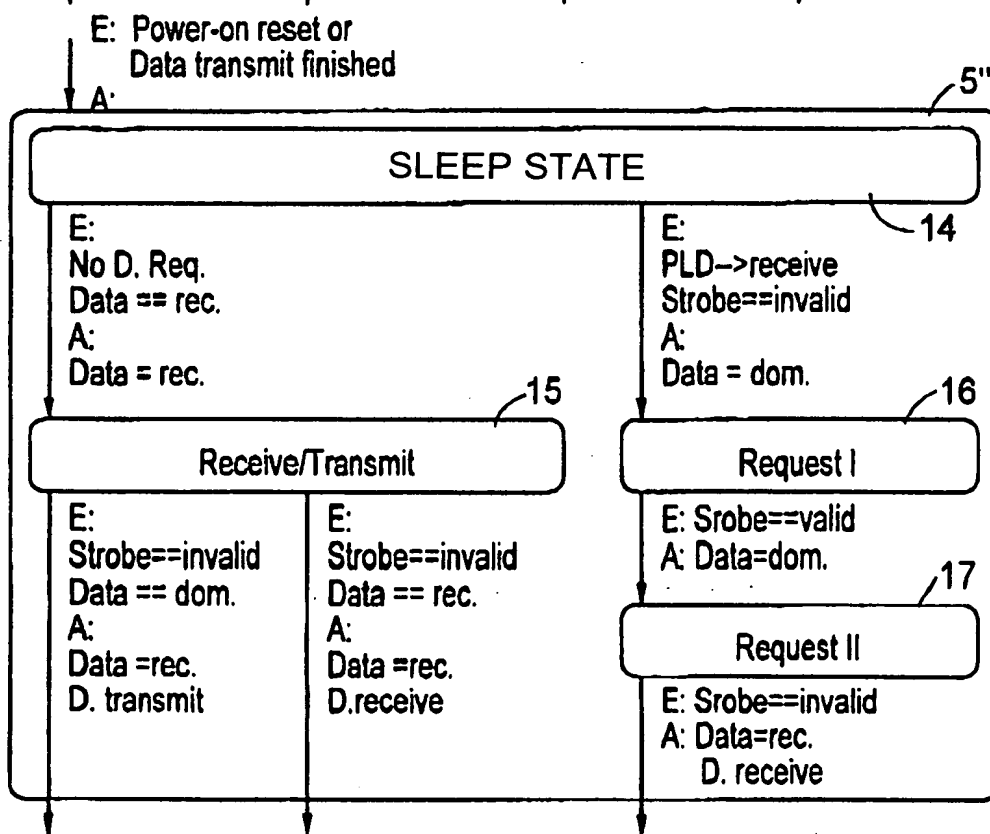 E: Power-on reset or
Data transmit finished
A:
5"
SLEEP STATE
14
E:
No D. Req.
Data == rec.
A:
Data = rec.
E:
PLD->receive
Strobe==invalid
A:
Data = dom.
15
Receive/Transmit
16
Request I
E:
Strobe==invalid
Data == dom.
A:
Data =rec.
D. transmit
E:
Strobe==invalid
Data == rec.
A:
Data =rec.
D.receive
E: Srobe==valid
A: Data=dom.
17
Request II
E: Srobe==invalid
A: Data=rec.
D. receive